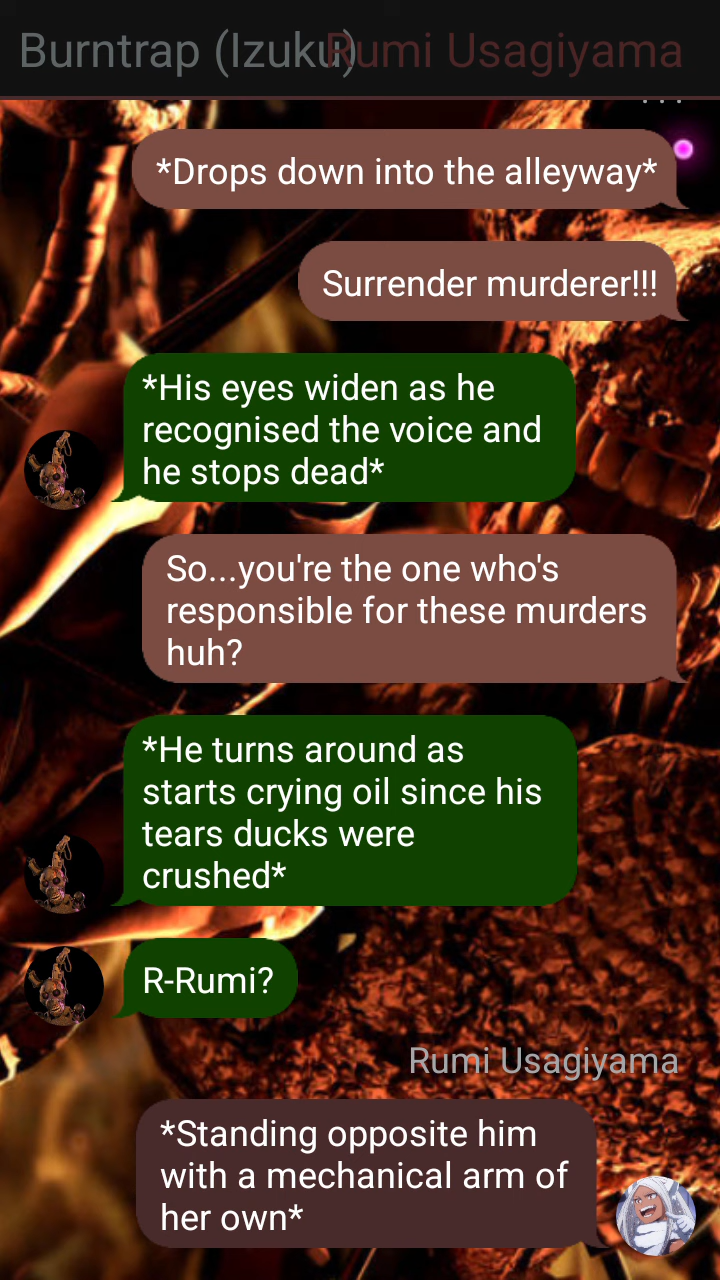 Burntrap (Izuku) Rumi Usagiyama
*Drops down into the alleyway*
Surrender murderer!!!
*His eyes widen as he
recognised the voice and
he stops dead*
So...you're the one who's
responsible for these murders
huh?
*He turns around as
starts crying oil since his
tears ducks were
crushed*
R-Rumi?
Rumi Usagiyama
*Standing opposite him
with a mechanical arm of
her own*